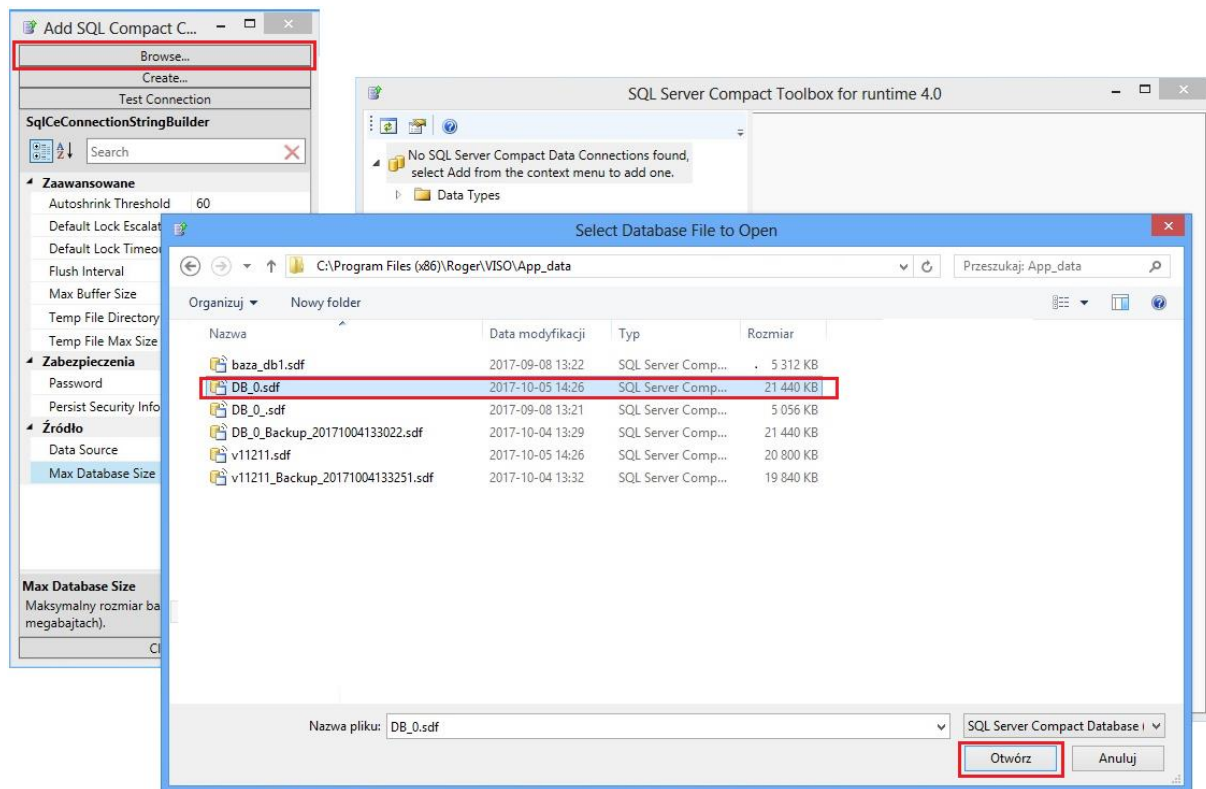 Add SQL Compact C...
Browse...
Create...
Test Connection
SqlCeConnectionStringBuilder
Search
Zaawansowane
Autoshrink Threshold 60
Default Lock Escalat
Default Lock Timeou
Flush Interval
Max Buffer Size
Temp File Directory
Temp File Max Size
Zabezpieczenia
Password
Persist Security Info
Źródło
Data Source
Max Database Size
Max Database Size
Maksymalny rozmiar ba
megabajtach).
Cl
SQL Server Compact Toolbox for runtime 4.0
No SQL Server Compact Data Connections found,
select Add from the context menu to add one.
Data Types
Select Database File to Open
C:\Program Files (x86)\Roger\VISO\App_data
Przeszukaj: App_data
Organizuj
Nowy folder
Nazwa Data modyfikacji Typ Rozmiar
baza_db1.sdf 2017-09-08 13:22 SQL Server Comp... 5 312 KB
DB_0.sdf 2017-10-05 14:26 SQL Server Comp... 21 440 KB
DB_0_.sdf 2017-09-08 13:21 SQL Server Comp... 5 056 KB
DB_0_Backup_20171004133022.sdf 2017-10-04 13:29 SQL Server Comp... 21 440 KB
v11211.sdf 2017-10-05 14:26 SQL Server Comp... 20 800 KB
v11211_Backup_20171004133251.sdf 2017-10-04 13:32 SQL Server Comp... 19 840 KB
Nazwa pliku: DB_0.sdf
SQL Server Compact Database (
Otwórz
Anuluj